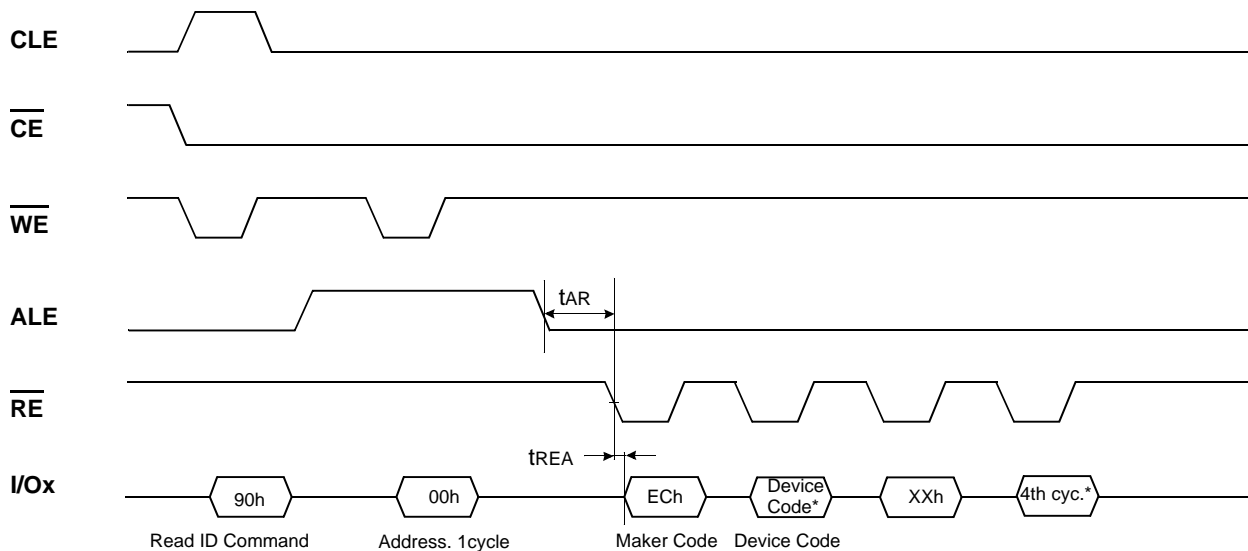 CLE
CE
WE
ALE
tAR
RE
tREA
I/Ox
90h
00h
ECh
Device
Code*
XXh
4th cyc.*
Read ID Command
Address. 1cycle
Maker Code
Device Code